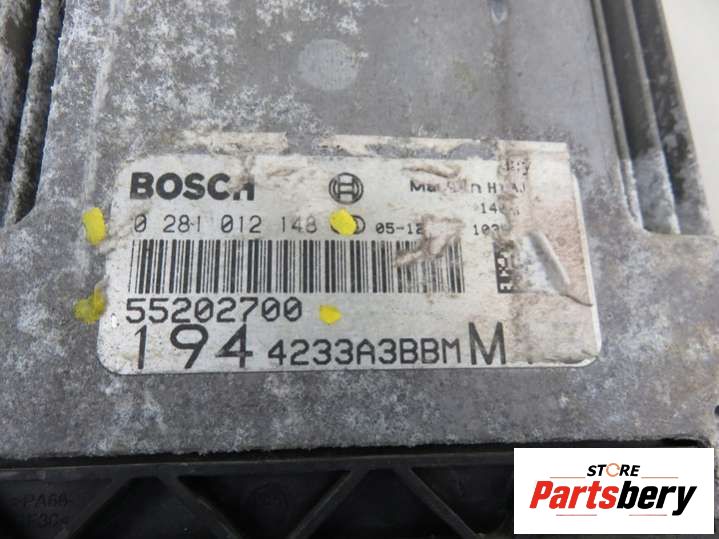 BOSCH
0 281 012 148 05-12
55202700
194 4233A3BBM M
STORE
Partsbery